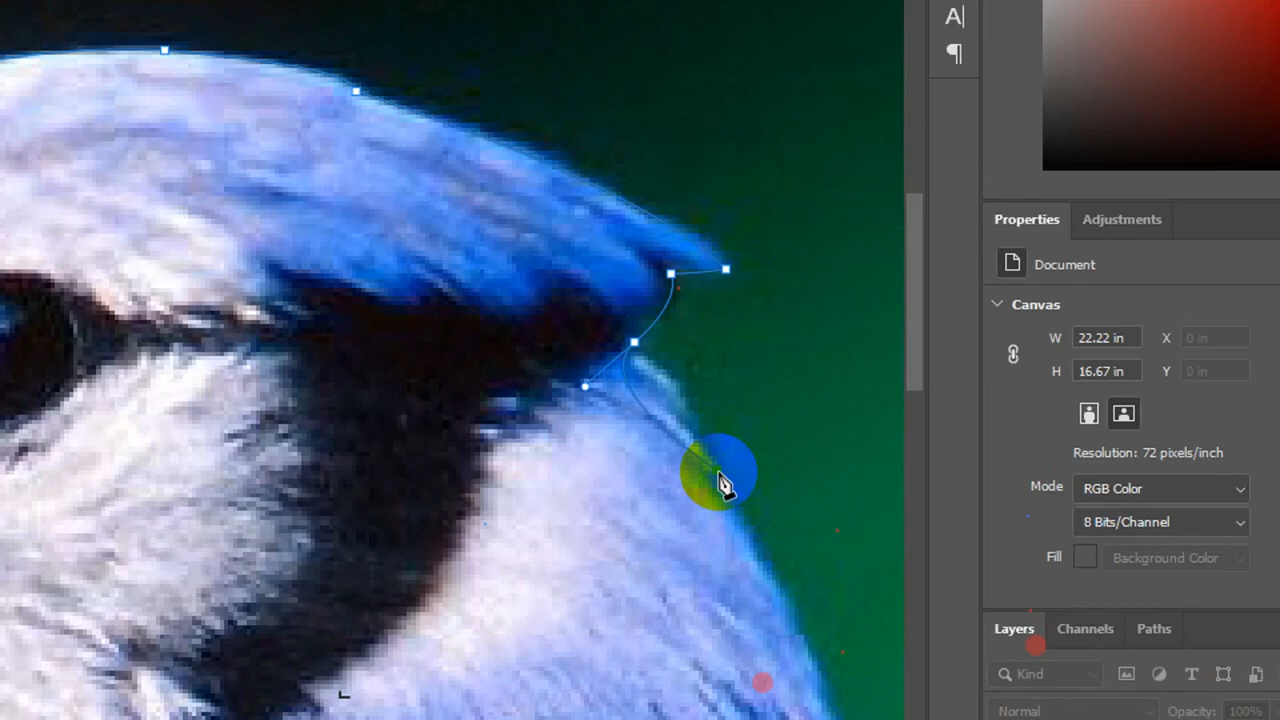 A|
Properties Adjustments
Document
Canvas
W 22.22 in X 0 in
H 16.67 in Y 0 in
Resolution: 72 pixels/inch
Mode RGB Color
8 Bits/Channel
Fill Background Color
Layers Channels Paths
Kind
Normal Opacity: 100%